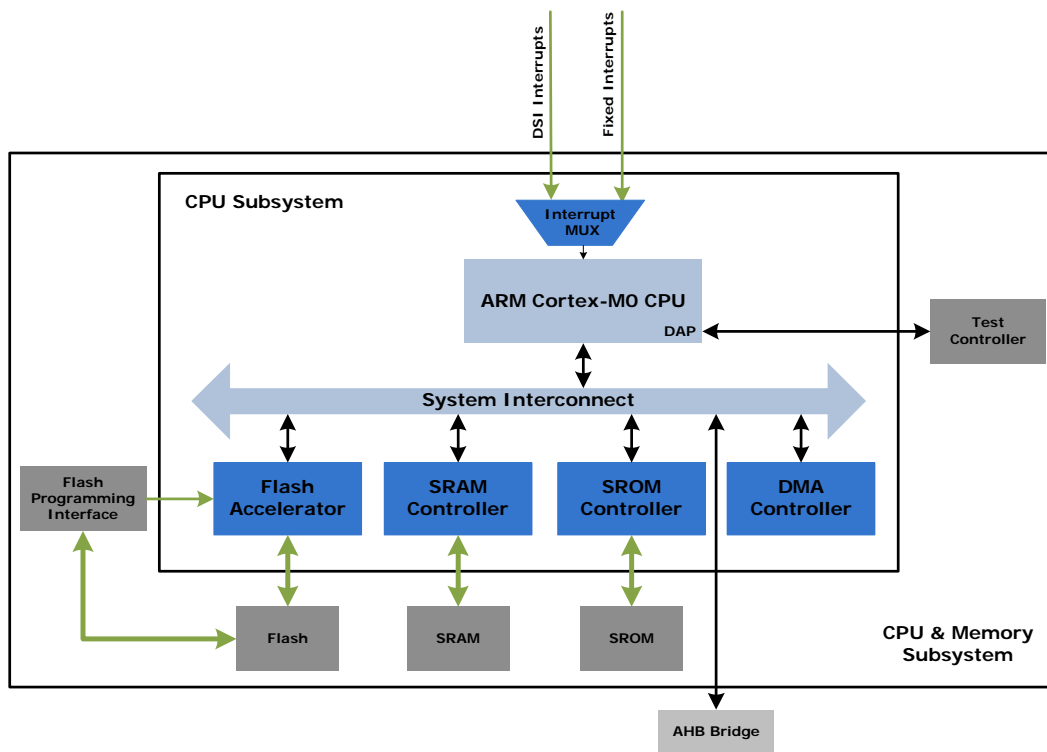 DSI Interrupts
Fixed Interrupts
CPU Subsystem
Interrupt
MUX
ARM Cortex-M0 CPU
DAP
Test
Controller
System Interconnect
Flash
Programming
Interface
Flash
Accelerator
SRAM
Controller
SROM
Controller
DMA
Controller
Flash
SRAM
SROM
CPU & Memory
Subsystem
AHB Bridge